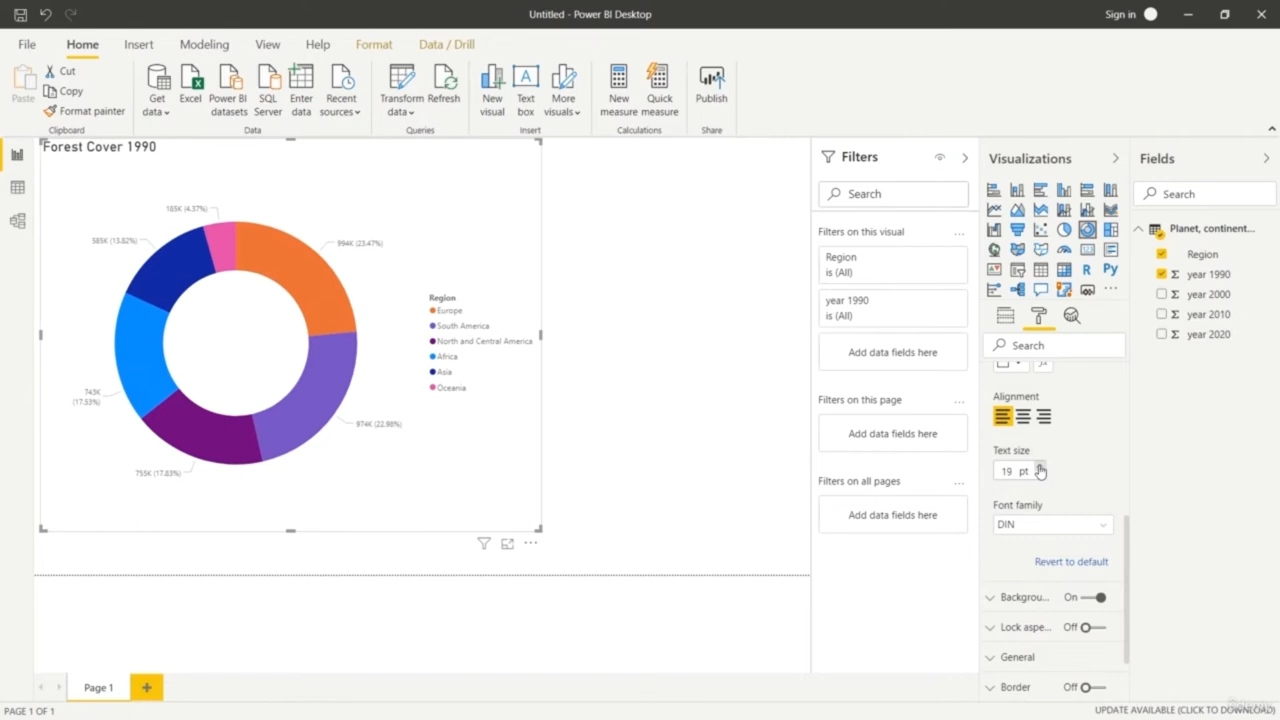 Untitled - Power BI Desktop
Sign in
File Home Insert Modeling View Help Format Data / Drill
Paste
Cut
Copy
Format painter
Clipboard
Get data
Excel
Power BI datasets
SQL Server
Enter data
Recent sources
Data
Transform data
Refresh
Queries
New visual
Text box
More visuals
Insert
New measure
Quick measure
Calculations
Publish
Share
Forest Cover 1990
185K (4.37%)
585K (13.82%)
994K (23.47%)
743K
(17.53%)
974K (22.98%)
755K (17.83%)
Region
Europe
South America
North and Central America
Africa
Asia
Oceania
Filters
Search
Filters on this visual ...
Region
is (All)
year 1990
is (All)
Add data fields here
Filters on this page ...
Add data fields here
Filters on all pages ...
Add data fields here
Visualizations
R Py
...
Search
Alignment
Text size
19 pt
Font family
DIN
Revert to default
Backgrou... On
Lock aspe... Off
General
Border Off
Fields
Search
Planet, continent...
Region
Σ year 1990
Σ year 2000
Σ year 2010
Σ year 2020
Page 1
PAGE 1 OF 1
UPDATE AVAILABLE (CLICK TO DOWNLOAD)